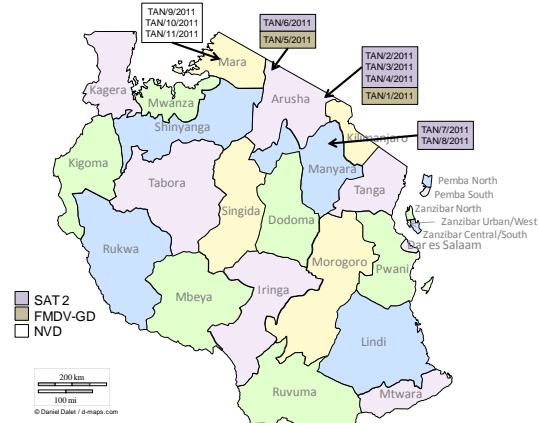 TAN/9/2011
TAN/10/2011
TAN/11/2011
TAN/6/2011
TAN/5/2011
TAN/2/2011
TAN/3/2011
TAN/4/2011
TAN/1/2011
TAN/7/2011
TAN/8/2011
Mara
Kagera
Mwanza
Arusha
Shinyanga
Kilimanjaro
Kigoma
Manyara
Tabora
Tanga
Pemba North
Pemba South
Singida
Dodoma
Zanzibar North
Zanzibar Urban/West
Zanzibar Central/South
Dar es Salaam
Rukwa
Morogoro
Pwani
Mbeya
Iringa
Lindi
Mtwara
Ruvuma
SAT 2
FMDV-GD
NVD
200 km
100 mi
© Daniel Dalet / d-maps.com